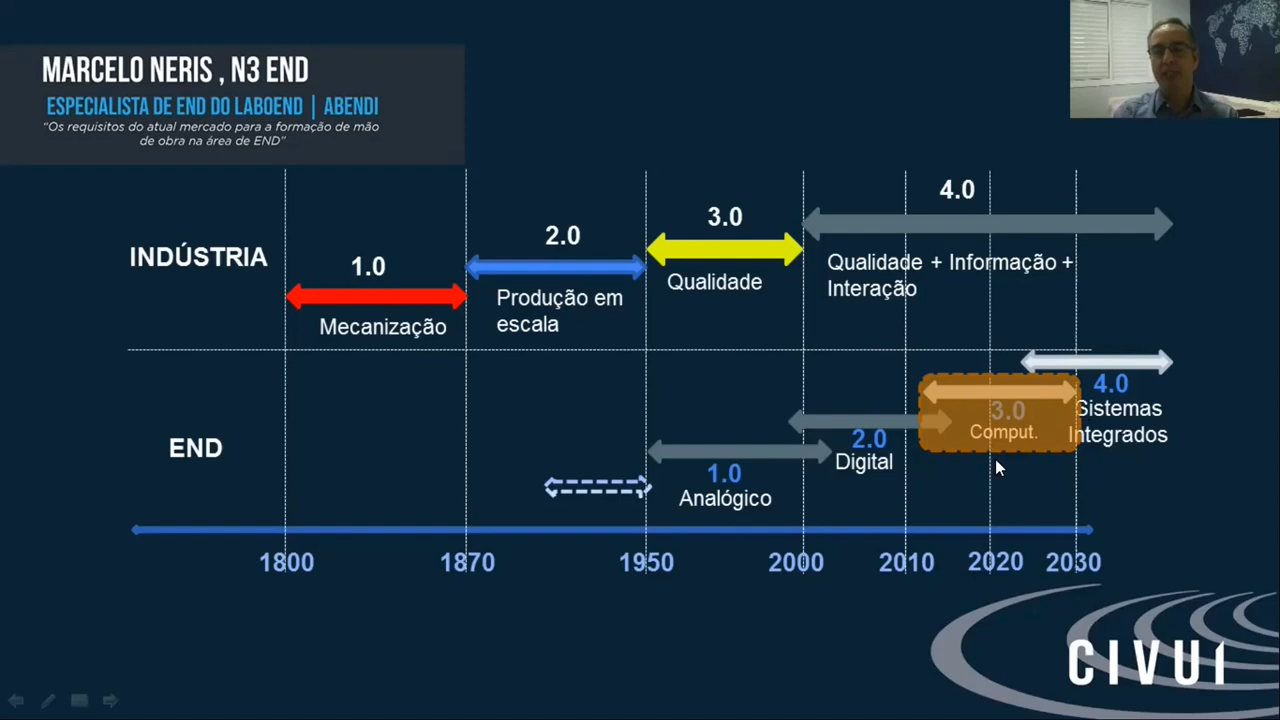 MARCELO NERIS , N3 END
ESPECIALISTA DE END DO LABOEND | ABENDI
“Os requisitos do atual mercado para a formação de mão
de obra na área de END”
INDÚSTRIA
1.0
Mecanização
2.0
Produção em
escala
3.0
Qualidade
4.0
Qualidade + Informação +
Interação
END
1.0
Analógico
2.0
Digital
3.0
Comput.
4.0
Sistemas
Integrados
1800 1870 1950 2000 2010 2020 2030
CIVUI